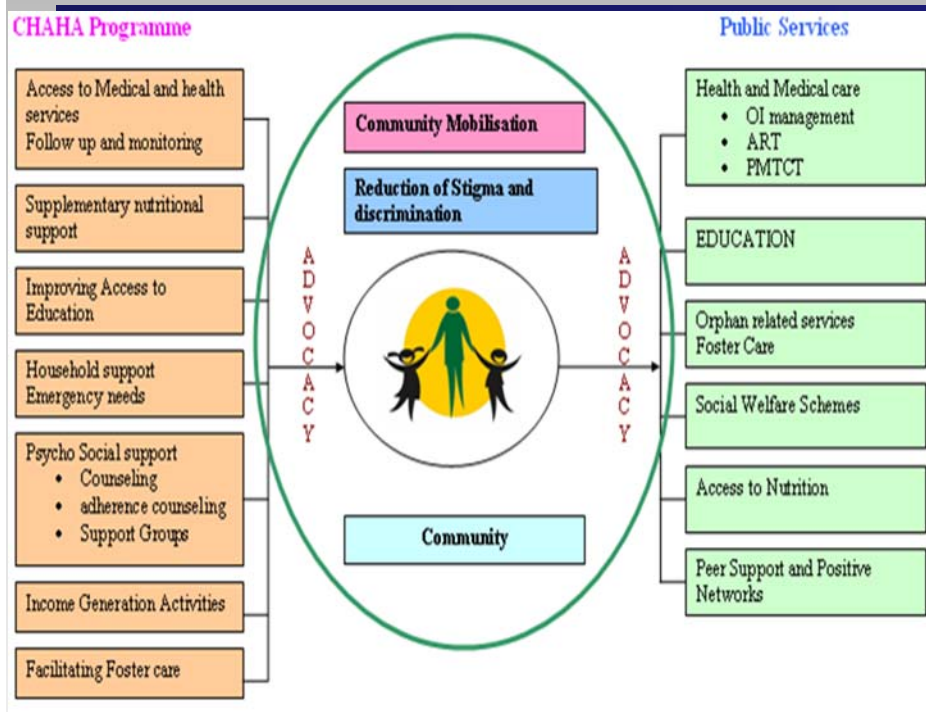 CHAHA Programme
Public Services
Access to Medical and health
services
Follow up and monitoring
Supplementary nutritional
support
Improving Access to
Education
Household support
Emergency needs
Psycho Social support
• Counseling
• adherence counseling
• Support Groups
Income Generation Activities
Facilitating Foster care
ADVOCACY
Community Mobilisation
Reduction of Stigma and
discrimination
Community
ADVOCACY
Health and Medical care
• OI management
• ART
• PMTCT
EDUCATION
Orphan related services
Foster Care
Social Welfare Schemes
Access to Nutrition
Peer Support and Positive
Networks